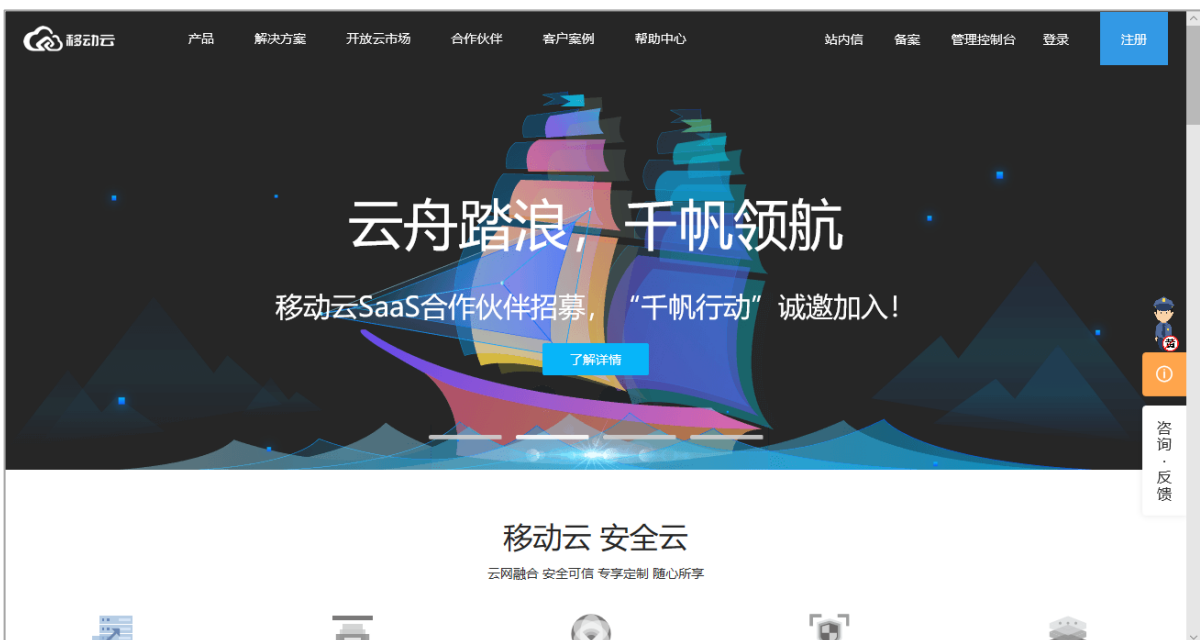 移动云
产品 解决方案 开放云市场 合作伙伴 客户案例 帮助中心 站内信 备案 管理控制台 登录 注册
云舟踏浪，千帆领航
移动云SaaS合作伙伴招募，“千帆行动”诚邀加入！
了解详情
黄
咨询·反馈
移动云 安全云
云网融合 安全可信 专享定制 随心所享